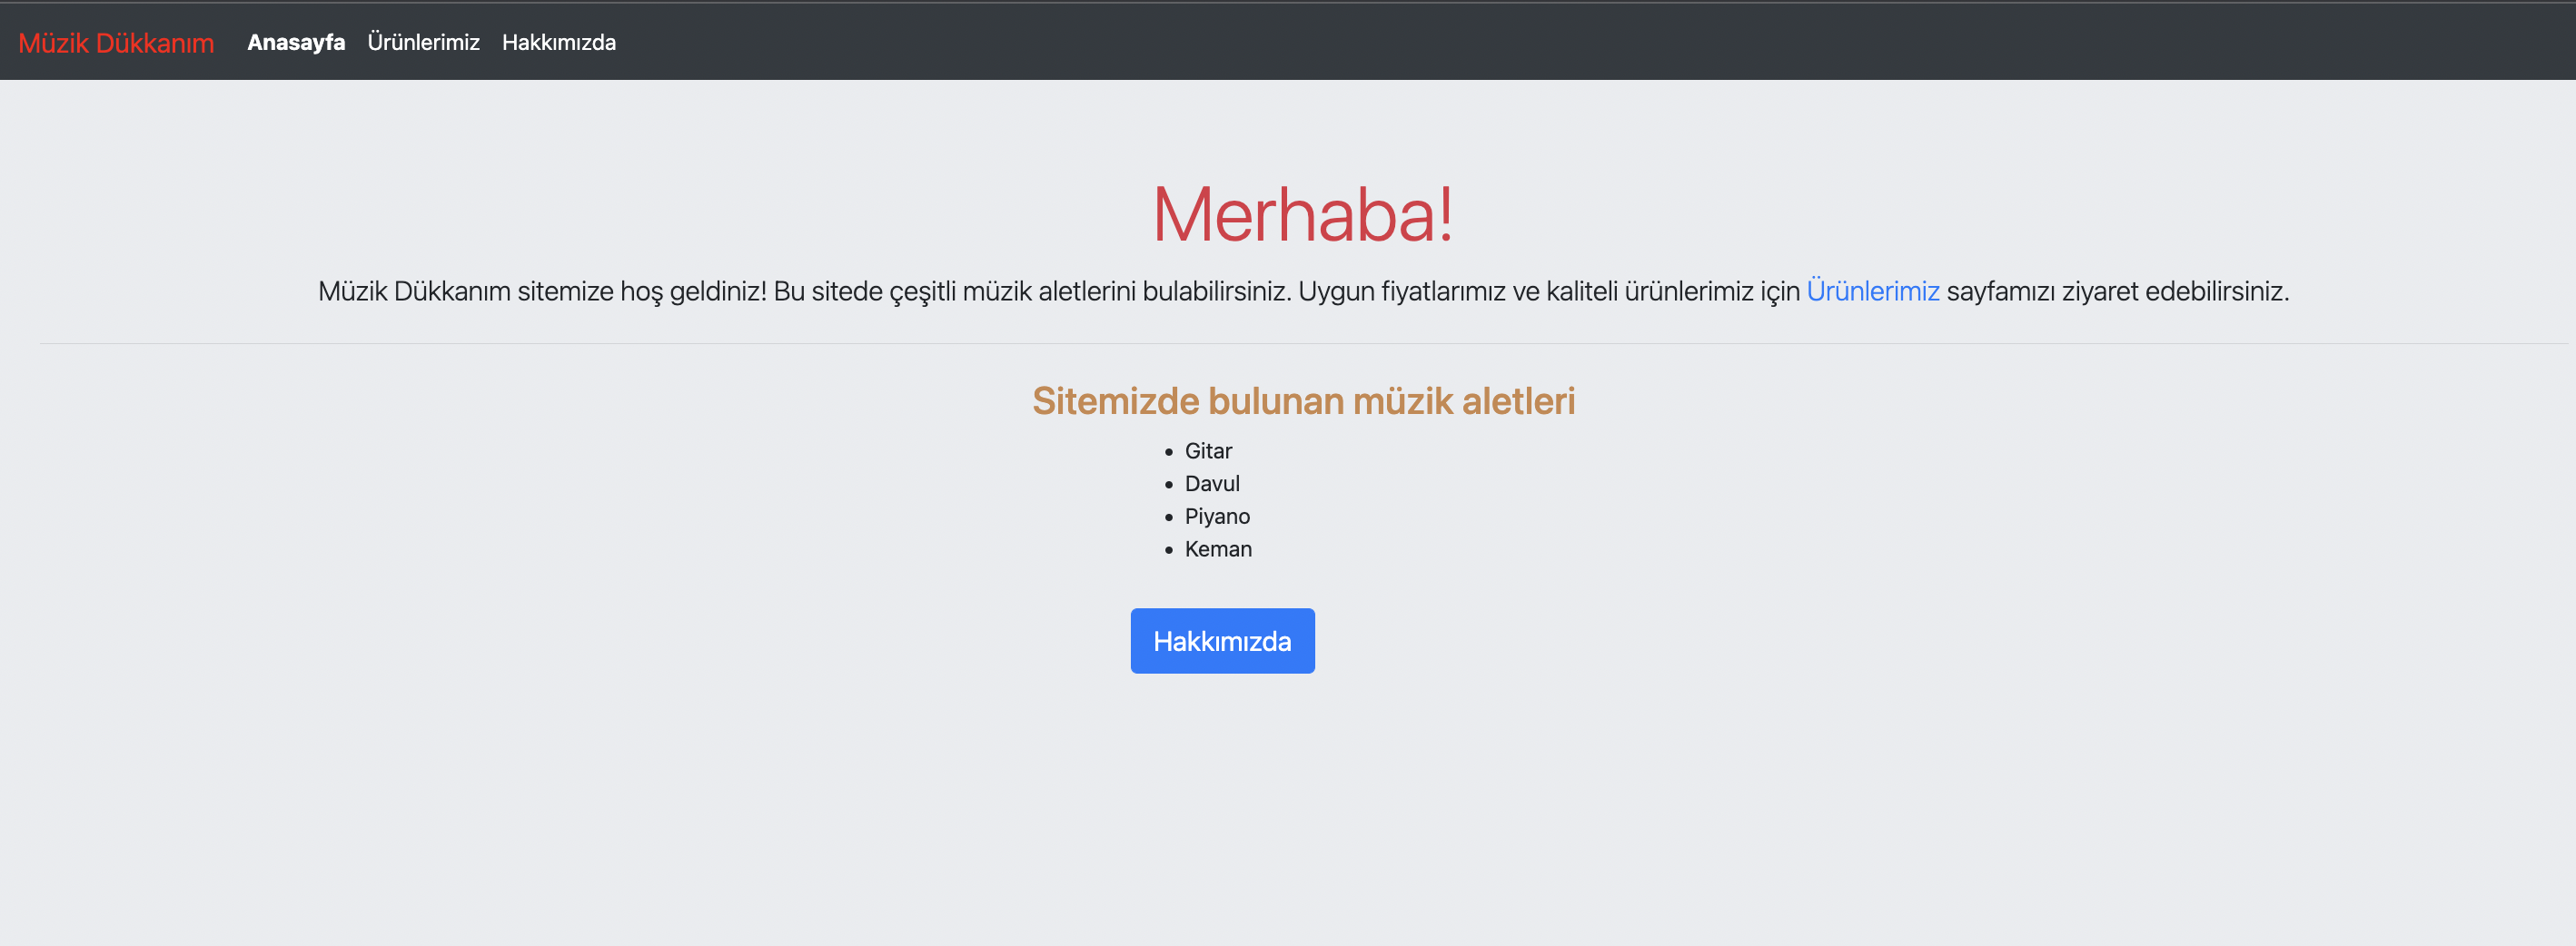 Müzik Dükkanım Anasayfa Ürünlerimiz Hakkımızda
Merhaba!
Müzik Dükkanım sitemize hoş geldiniz! Bu sitede çeşitli müzik aletlerini bulabilirsiniz. Uygun fiyatlarımız ve kaliteli ürünlerimiz için Ürünlerimiz sayfamızı ziyaret edebilirsiniz.
Sitemizde bulunan müzik aletleri
• Gitar
• Davul
• Piyano
• Keman
Hakkımızda